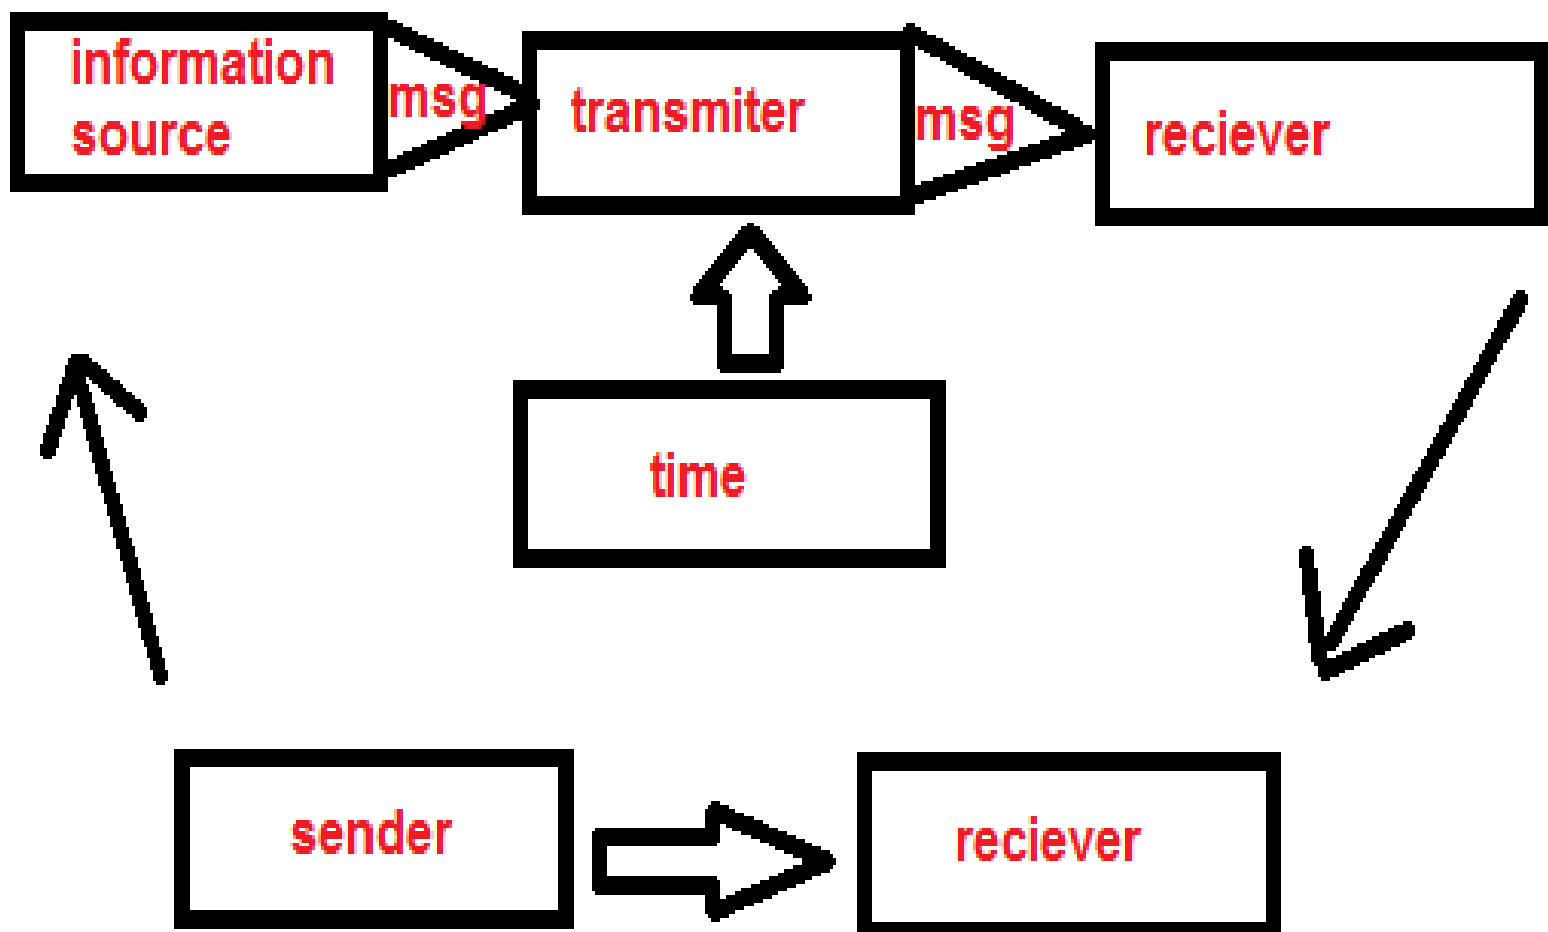 information
source
msg
transmiter
msg
reciever
time
sender
reciever